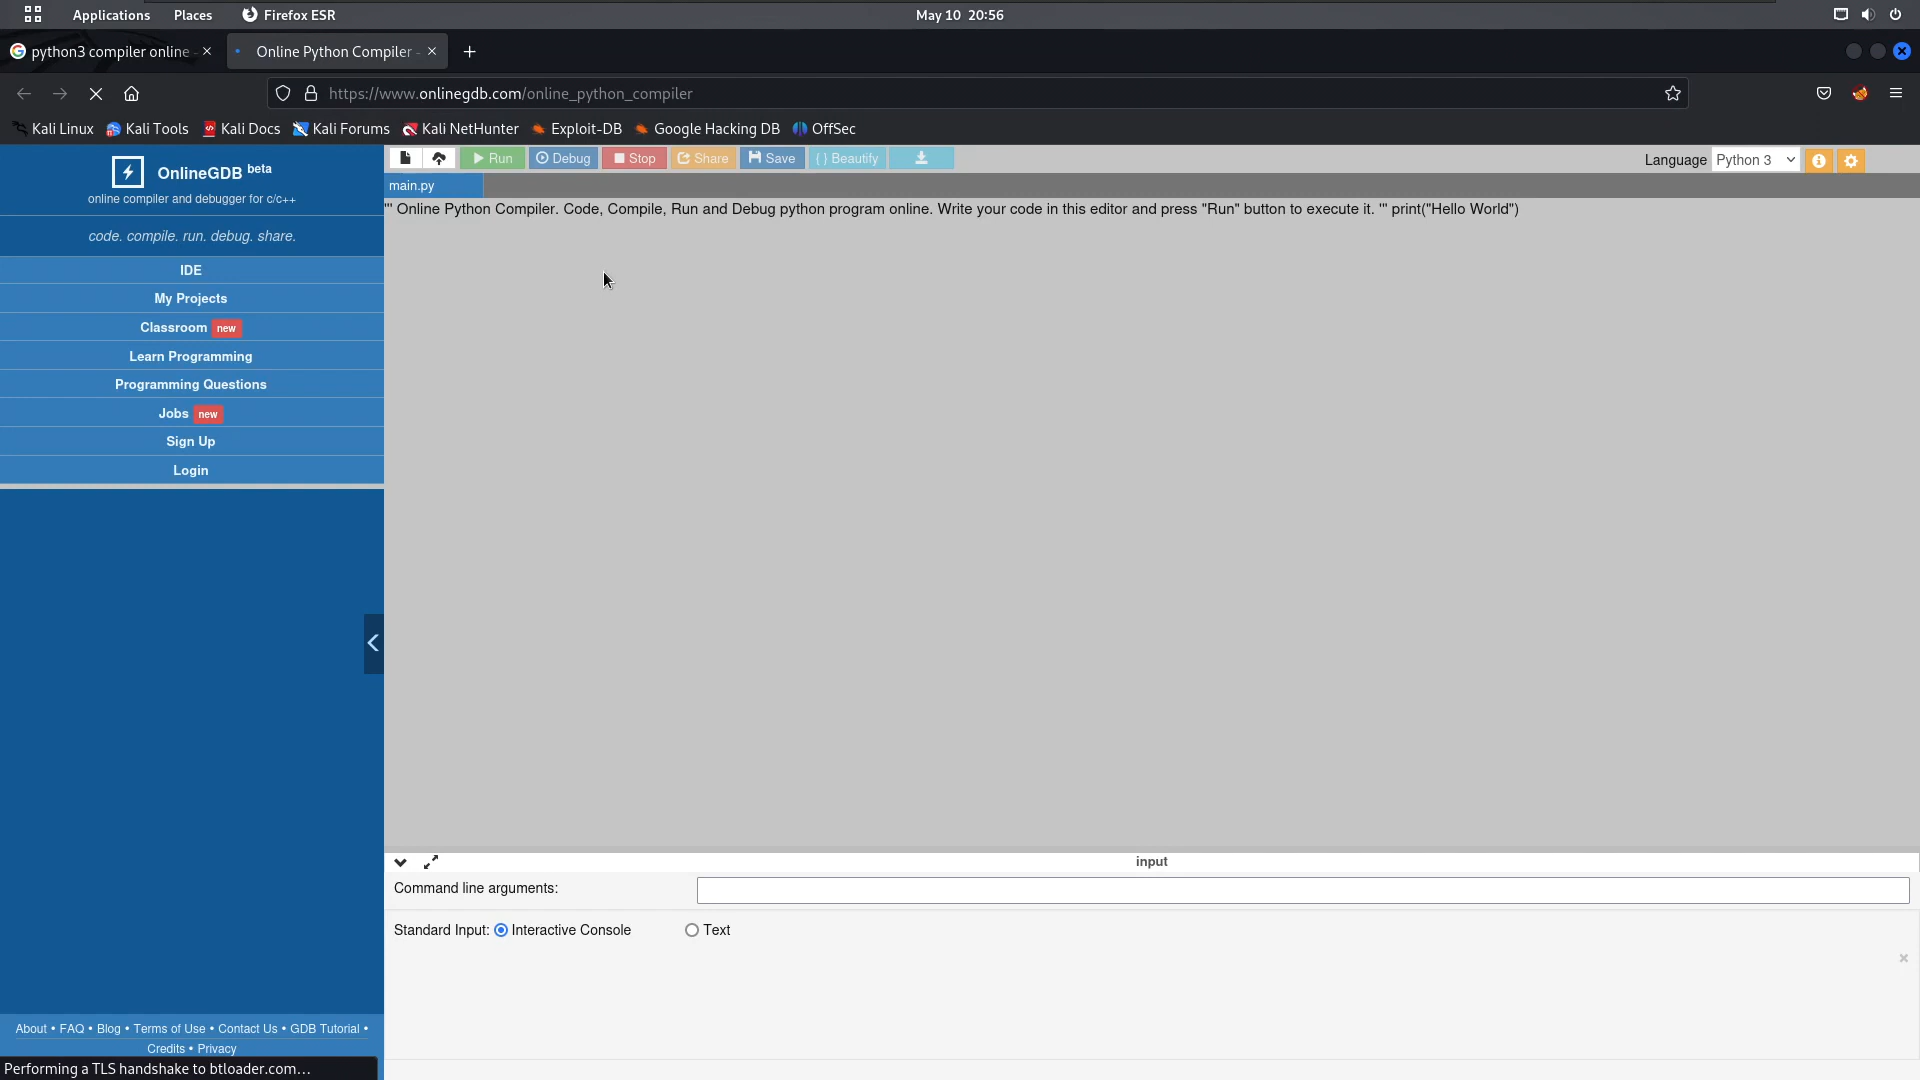 Applications Places Firefox ESR May 10 20:56
python3 compiler online - Online Python Compiler -
https://www.onlinegdb.com/online_python_compiler
Kali Linux Kali Tools Kali Docs Kali Forums Kali NetHunter Exploit-DB Google Hacking DB OffSec
OnlineGDB beta
online compiler and debugger for c/c++
code. compile. run. debug. share.
IDE
My Projects
Classroom new
Learn Programming
Programming Questions
Jobs new
Sign Up
Login
Run Debug Stop Share Save { } Beautify Language Python 3
main.py
''' Online Python Compiler. Code, Compile, Run and Debug python program online. Write your code in this editor and press "Run" button to execute it. ''' print("Hello World")
input
Command line arguments:
Standard Input: Interactive Console Text
About • FAQ • Blog • Terms of Use • Contact Us • GDB Tutorial •
Credits • Privacy
Performing a TLS handshake to btloader.com…